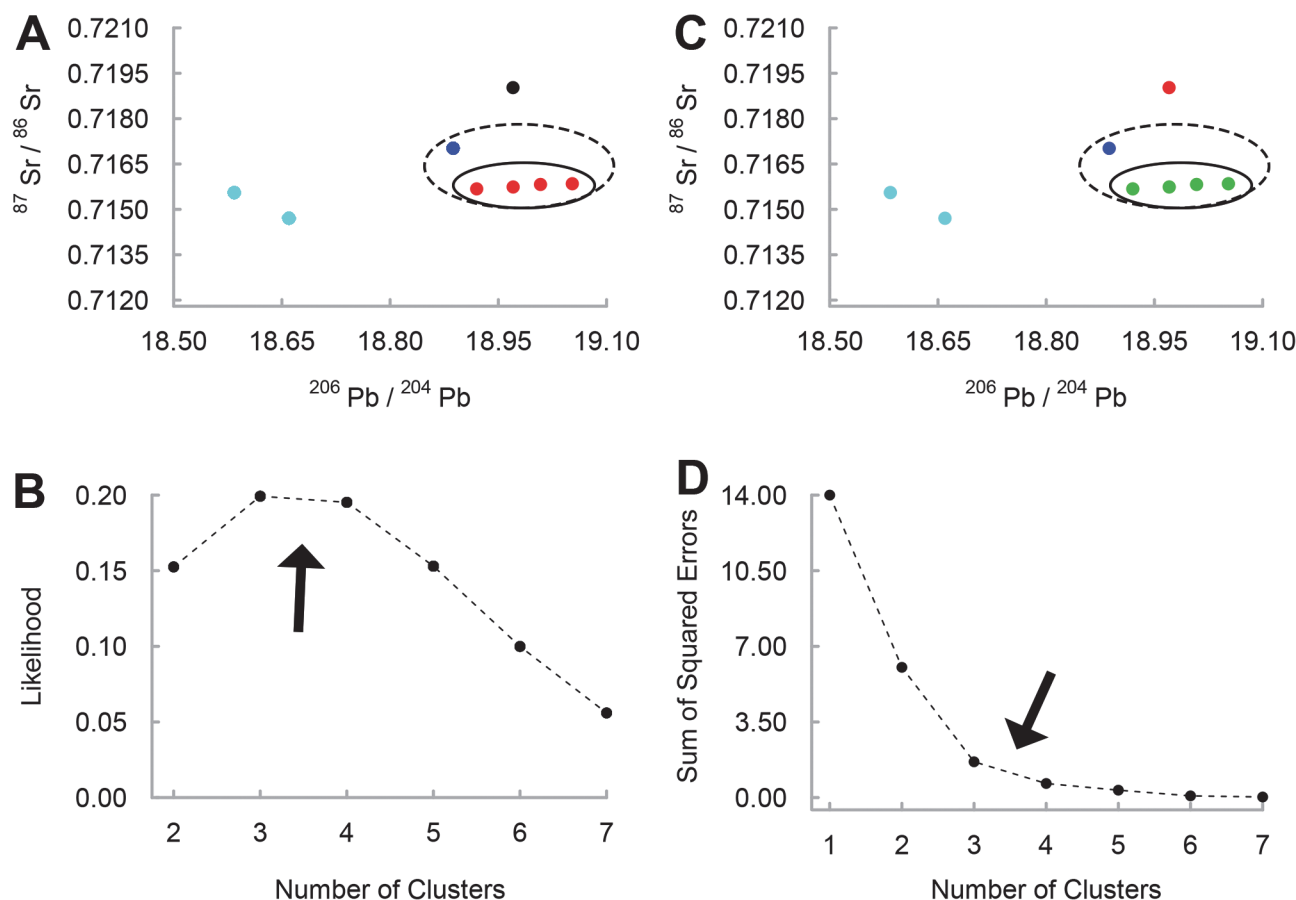 A
0.7210
0.7195
0.7180
0.7165
0.7150
0.7135
0.7120
87 Sr / 86 Sr
18.50 18.65 18.80 18.95 19.10
206 Pb / 204 Pb
C
0.7210
0.7195
0.7180
0.7165
0.7150
0.7135
0.7120
87 Sr / 86 Sr
18.50 18.65 18.80 18.95 19.10
206 Pb / 204 Pb
B
0.20
0.15
0.10
0.05
0.00
Likelihood
2 3 4 5 6 7
Number of Clusters
D
14.00
10.50
7.00
3.50
0.00
Sum of Squared Errors
1 2 3 4 5 6 7
Number of Clusters